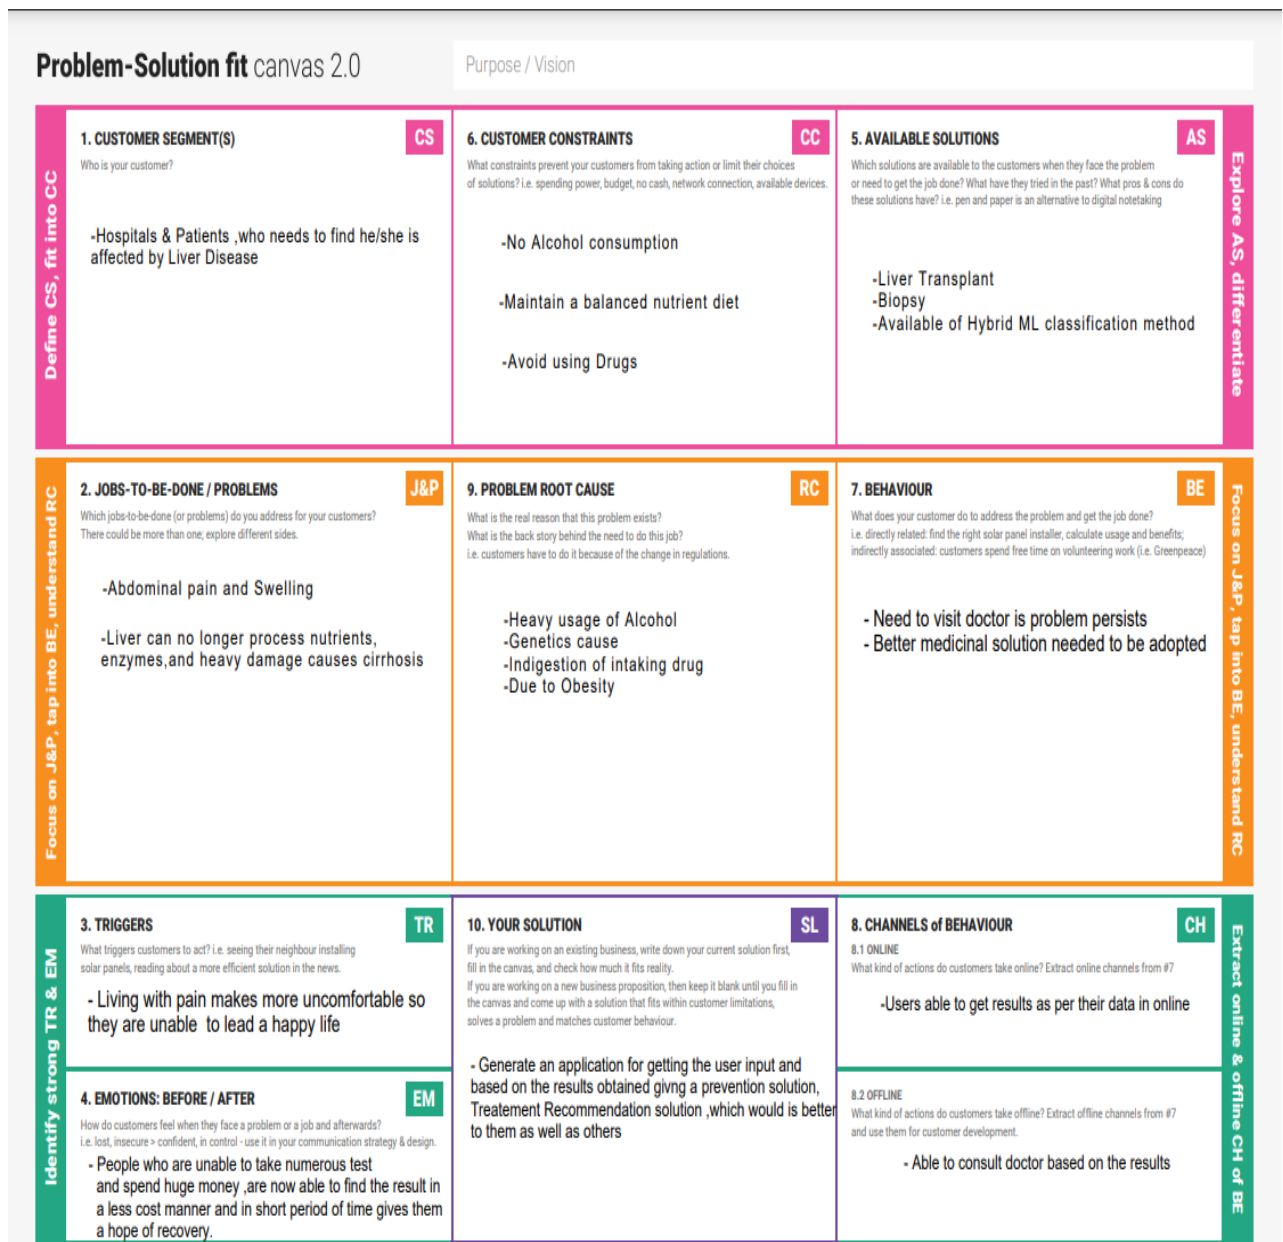 Problem-Solution fit canvas 2.0
Purpose / Vision
Define CS, fit into CC
1. CUSTOMER SEGMENT(S)
CS
Who is your customer?
-Hospitals & Patients ,who needs to find he/she is
affected by Liver Disease
6. CUSTOMER CONSTRAINTS
CC
What constraints prevent your customers from taking action or limit their choices
of solutions? i.e. spending power, budget, no cash, network connection, available devices.
-No Alcohol consumption
-Maintain a balanced nutrient diet
-Avoid using Drugs
5. AVAILABLE SOLUTIONS
AS
Which solutions are available to the customers when they face the problem
or need to get the job done? What have they tried in the past? What pros & cons do
these solutions have? i.e. pen and paper is an alternative to digital notetaking
-Liver Transplant
-Biopsy
-Available of Hybrid ML classification method
Explore AS, differentiate
Focus on J&P, tap into BE, understand RC
2. JOBS-TO-BE-DONE / PROBLEMS
J&P
Which jobs-to-be-done (or problems) do you address for your customers?
There could be more than one; explore different sides.
-Abdominal pain and Swelling
-Liver can no longer process nutrients,
enzymes,and heavy damage causes cirrhosis
9. PROBLEM ROOT CAUSE
RC
What is the real reason that this problem exists?
What is the back story behind the need to do this job?
i.e. customers have to do it because of the change in regulations.
-Heavy usage of Alcohol
-Genetics cause
-Indigestion of intaking drug
-Due to Obesity
7. BEHAVIOUR
BE
What does your customer do to address the problem and get the job done?
i.e. directly related: find the right solar panel installer, calculate usage and benefits;
indirectly associated: customers spend free time on volunteering work (i.e. Greenpeace)
- Need to visit doctor is problem persists
- Better medicinal solution needed to be adopted
Focus on J&P, tap into BE, understand RC
Identify strong TR & EM
3. TRIGGERS
TR
What triggers customers to act? i.e. seeing their neighbour installing
solar panels, reading about a more efficient solution in the news.
- Living with pain makes more uncomfortable so
they are unable to lead a happy life
4. EMOTIONS: BEFORE / AFTER
EM
How do customers feel when they face a problem or a job and afterwards?
i.e. lost, insecure > confident, in control - use it in your communication strategy & design.
- People who are unable to take numerous test
and spend huge money ,are now able to find the result in
a less cost manner and in short period of time gives them
a hope of recovery.
10. YOUR SOLUTION
SL
If you are working on an existing business, write down your current solution first,
fill in the canvas, and check how much it fits reality.
If you are working on a new business proposition, then keep it blank until you fill in
the canvas and come up with a solution that fits within customer limitations,
solves a problem and matches customer behaviour.
- Generate an application for getting the user input and
based on the results obtained givng a prevention solution,
Treatement Recommendation solution ,which would is better
to them as well as others
8. CHANNELS of BEHAVIOUR
CH
8.1 ONLINE
What kind of actions do customers take online? Extract online channels from #7
-Users able to get results as per their data in online
8.2 OFFLINE
What kind of actions do customers take offline? Extract offline channels from #7
and use them for customer development.
- Able to consult doctor based on the results
Extract online & offline CH of BE